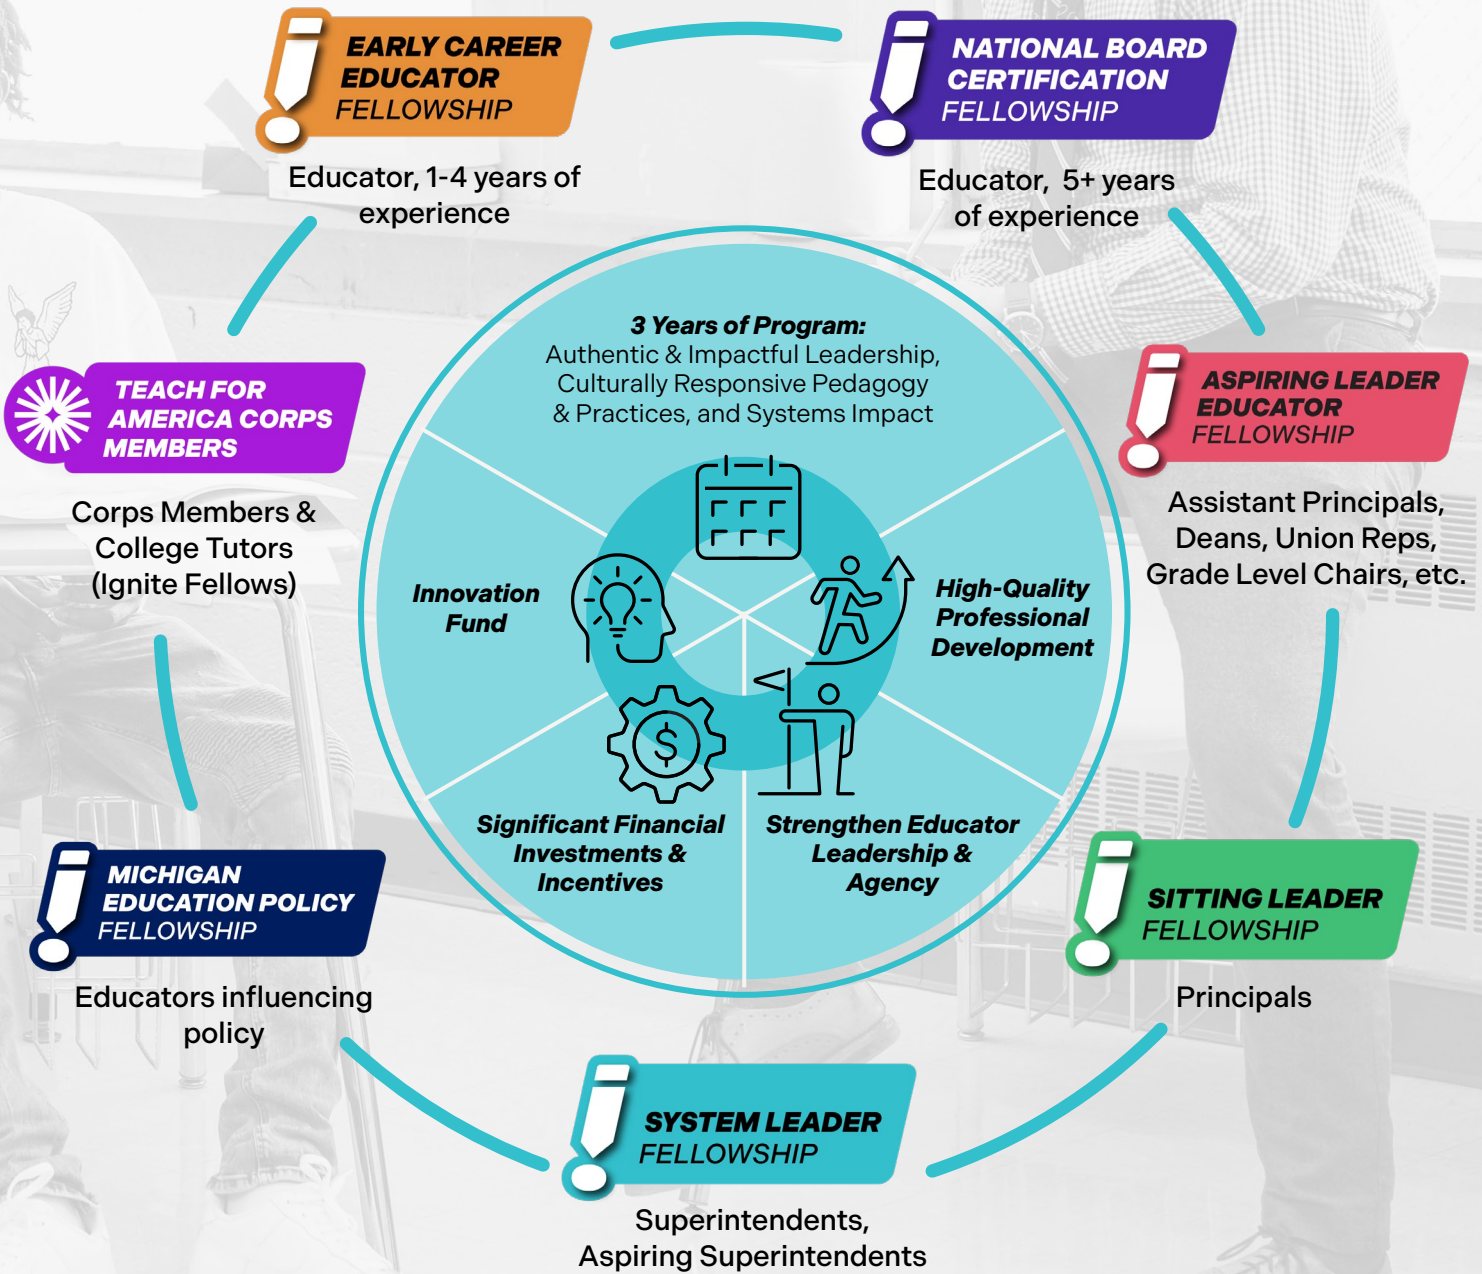 EARLY CAREER
EDUCATOR
FELLOWSHIP
Educator, 1-4 years of
experience
NATIONAL BOARD
CERTIFICATION
FELLOWSHIP
Educator, 5+ years
of experience
TEACH FOR
AMERICA CORPS
MEMBERS
Corps Members &
College Tutors
(Ignite Fellows)
3 Years of Program:
Authentic & Impactful Leadership,
Culturally Responsive Pedagogy
& Practices, and Systems Impact
Innovation
Fund
High-Quality
Professional
Development
Significant Financial
Investments &
Incentives
Strengthen Educator
Leadership &
Agency
$
ASPIRING LEADER
EDUCATOR
FELLOWSHIP
Assistant Principals,
Deans, Union Reps,
Grade Level Chairs, etc.
MICHIGAN
EDUCATION POLICY
FELLOWSHIP
Educators influencing
policy
SITTING LEADER
FELLOWSHIP
Principals
SYSTEM LEADER
FELLOWSHIP
Superintendents,
Aspiring Superintendents